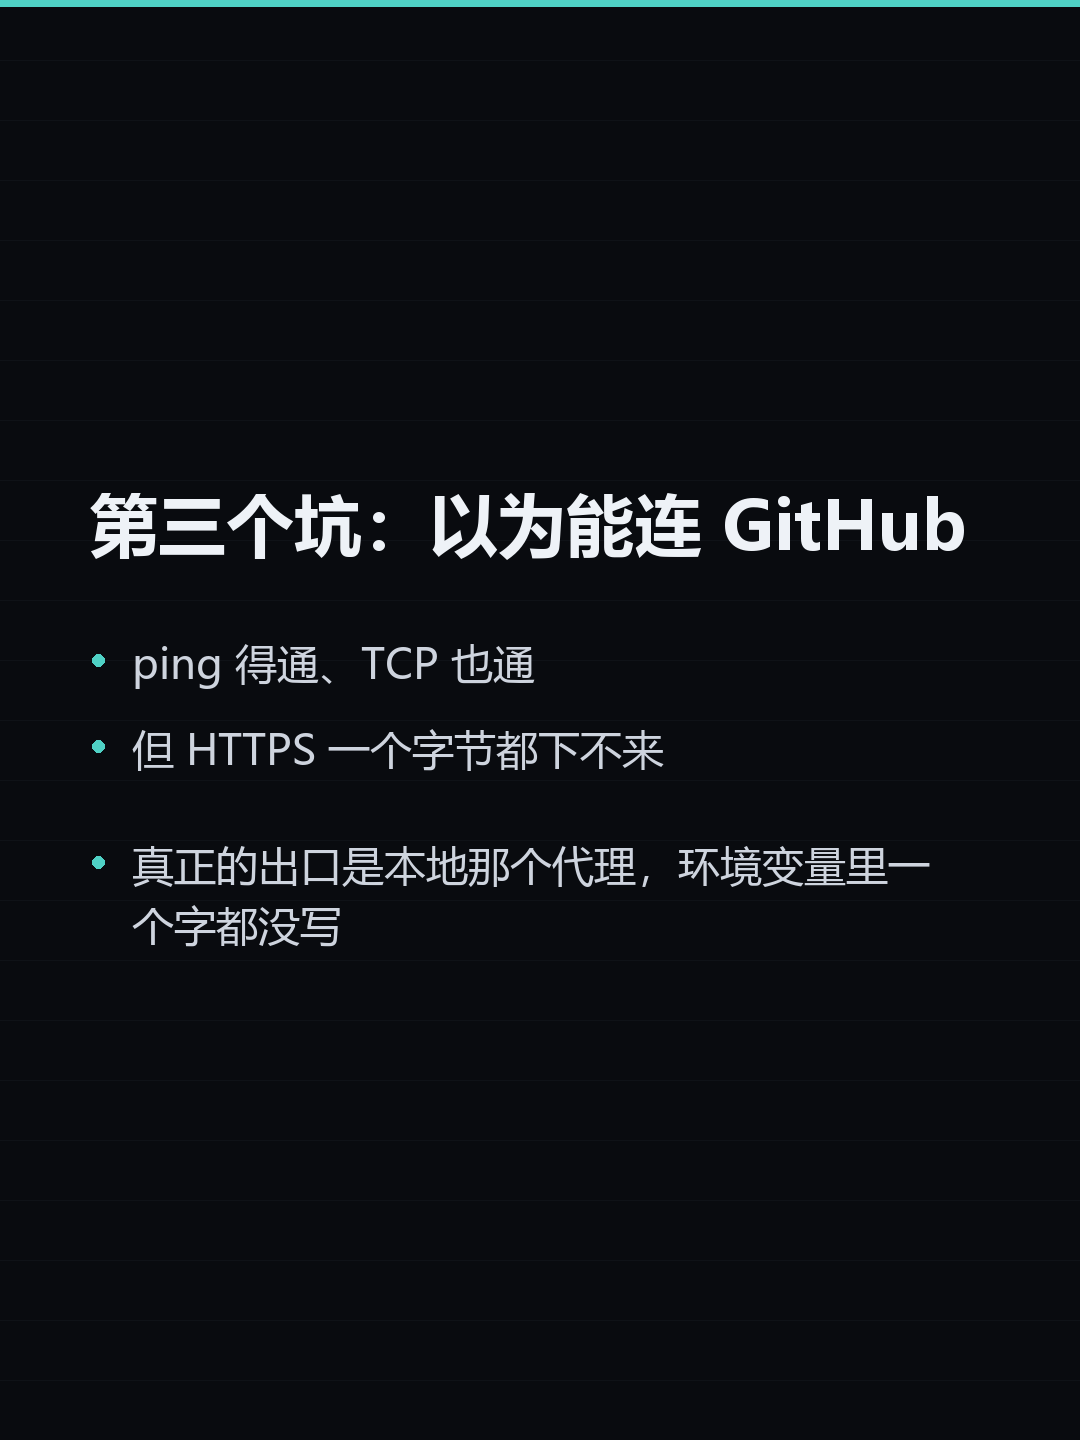 第三个坑：以为能连 GitHub
ping 得通、TCP 也通
但 HTTPS 一个字节都下不来
真正的出口是本地那个代理，环境变量里一
个字都没写